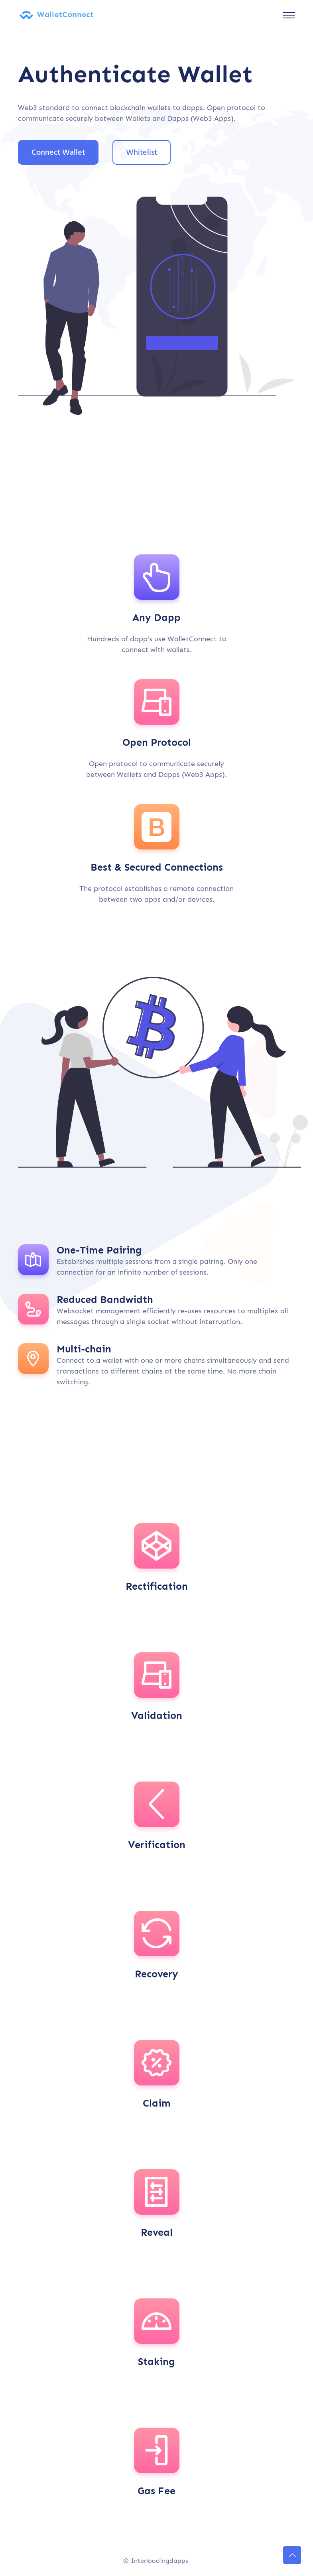 WalletConnect
Authenticate Wallet
Web3 standard to connect blockchain wallets to dapps. Open protocol to
communicate securely between Wallets and Dapps (Web3 Apps).
Connect Wallet
Whitelist
Any Dapp
Hundreds of dapp's use WalletConnect to
connect with wallets.
Open Protocol
Open protocol to communicate securely
between Wallets and Dapps (Web3 Apps).
Best & Secured Connections
The protocol establishes a remote connection
between two apps and/or devices.
One-Time Pairing
Establishes multiple sessions from a single pairing. Only one
connection for an infinite number of sessions.
Reduced Bandwidth
Websocket management efficiently re-uses resources to multiplex all
messages through a single socket without interruption.
Multi-chain
Connect to a wallet with one or more chains simultaneously and send
transactions to different chains at the same time. No more chain
switching.
Rectification
Validation
Verification
Recovery
Claim
Reveal
Staking
Gas Fee
© Interloadingdapps